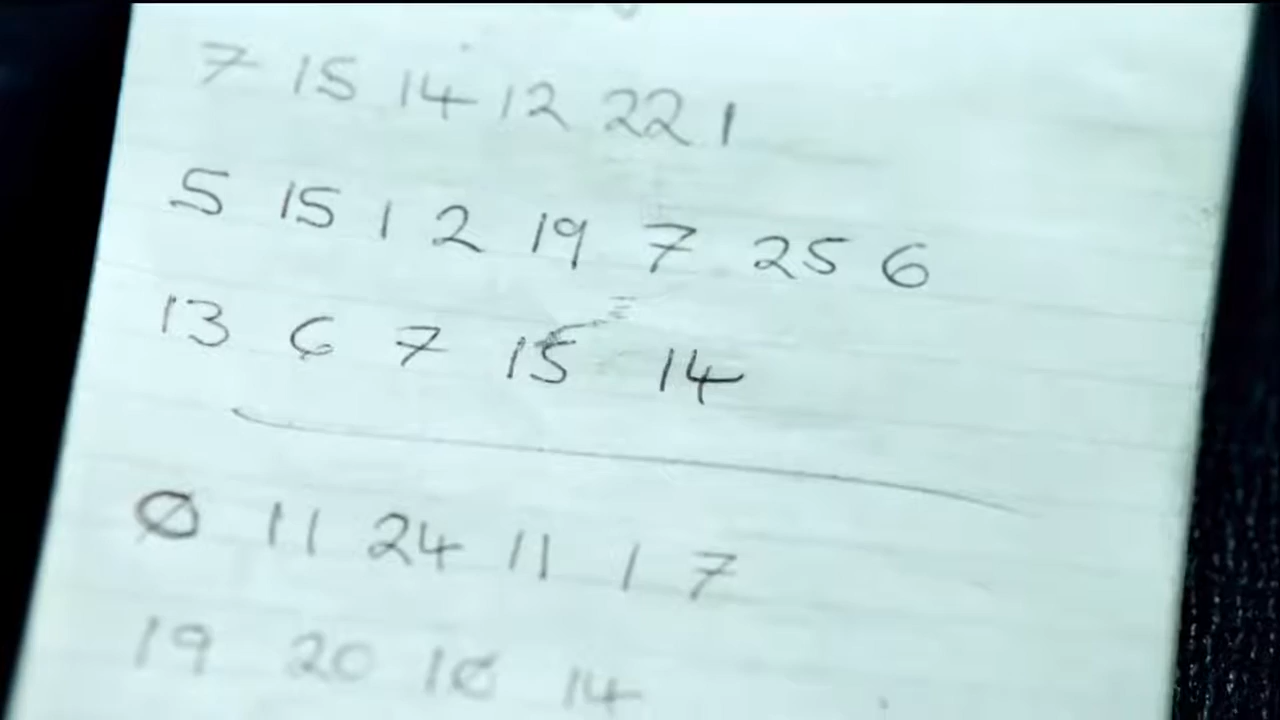 7 15 14 12 22 1
5 15 1 2 19 7 25 6
13 6 7 15 14
Ø 11 24 11 1 7
19 20 10 14